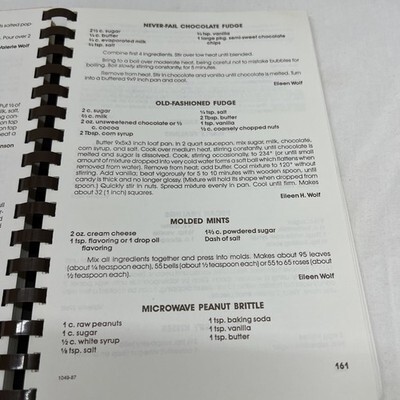 is salted pop
. Pour over 2
Valerie Wolf
NEVER-FAIL CHOCOLATE FUDGE
2½ c. sugar
¼ c. butter
½ tsp. salt
½ tsp. vanilla
1 large pkg. semi-sweet chocolate
chips
Combine first 4 ingredients. Stir over low heat until blended.
Bring to a boil over moderate heat, being careful not to mistake bubbles for
boiling. Boil slowly stirring constantly, for 5 minutes.
Remove from heat. Stir in chocolate and vanilla until chocolate is melted. Turn
into a buttered 9x9 inch pan and cool.
Eileen Wolf
OLD-FASHIONED FUDGE
2 c. sugar
¾ c. milk
2 oz. unsweetened chocolate or ½
c. cocoa
2 Tbsp. corn syrup
¼ tsp. salt
2 Tbsp. butter
1 tsp. vanilla
½ c. coarsely chopped nuts
Butter 9x5x3 inch loaf pan. In 2 quart saucepan, mix sugar, milk, chocolate,
corn syrup, and salt. Cook over medium heat, stirring constantly, until chocolate is
melted and sugar is dissolved. Cook, stirring occasionally, to 234° (or until small
amount of mixture dropped into very cold water forms a soft ball which flattens when
removed from water). Remove from heat; add butter. Cool mixture to 120° without
stirring. Add vanilla; beat vigorously for 5 to 10 minutes with wooden spoon, until
candy is thick and no longer glossy. (Mixture will hold its shape when dropped from
spoon.) Quickly stir in nuts. Spread mixture evenly in pan. Cool until firm. Makes
about 32 (1 inch) squares.
Eileen H. Wolf
MOLDED MINTS
2 oz. cream cheese
1 tsp. flavoring or 1 drop oil
flavoring
1⅔ c. powdered sugar
Dash of salt
Mix all ingredients together and press into molds. Makes about 95 leaves
(about ¼ teaspoon each), 55 bells (about ½ teaspoon each) or 55 to 65 roses (about
½ teaspoon each).
Eileen Wolf
MICROWAVE PEANUT BRITTLE
1 c. raw peanuts
1 c. sugar
½ c. white syrup
⅛ tsp. salt
1 tsp. baking soda
1 tsp. vanilla
1 tsp. butter
1049-87
161